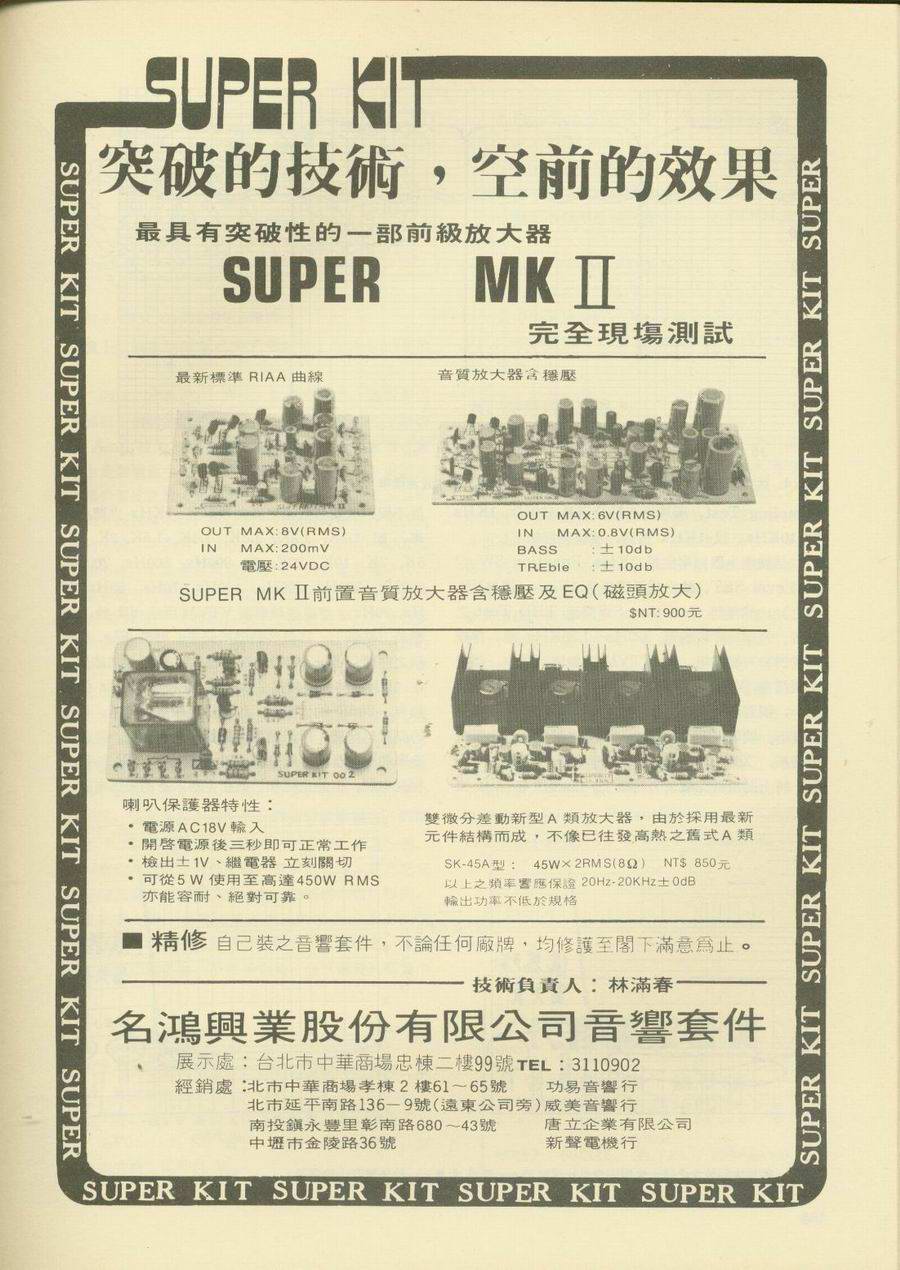 SUPER KIT
突破的技術，空前的效果
最具有突破性的一部前級放大器
SUPER MK II
完全現場測試
最新標準 RIAA 曲線
OUT MAX:8V(RMS)
IN MAX:200mV
電壓:24VDC
音質放大器含穩壓
OUT MAX:6V(RMS)
IN MAX:0.8V(RMS)
BASS :±10db
TREble :±10db
SUPER MK II前置音質放大器含穩壓及EQ(磁頭放大)
$NT:900元
SUPER KIT 002
喇叭保護器特性：
•電源AC18V輸入
•開啓電源後三秒即可正常工作
•檢出±1V、繼電器 立刻關切
•可從5W使用至高達450W RMS
亦能容耐、絕對可靠。
雙微分差動新型A類放大器，由於採用最新
元件結構而成，不像已往發高熱之舊式A類
SK-45A型： 45W×2RMS(8Ω) NT$ 850元
以上之頻率響應保證 20Hz-20KHz±0dB
輸出功率不低於規格
■ 精修 自己裝之音響套件，不論任何廠牌，均修護至閣下滿意爲止。
技術負責人：林滿春
名鴻興業股份有限公司音響套件
展示處：台北市中華商場忠棟二樓99號TEL：3110902
經銷處：北市中華商場孝棟2樓61～65號 功易音響行
北市延平南路136－9號(遠東公司旁)威美音響行
南投鎭永豐里彰南路680～43號 唐立企業有限公司
中壢市金陵路36號 新聲電機行
SUPER KIT SUPER KIT SUPER KIT SUPER KIT SUPER KIT SUPER
SUPER KIT SUPER KIT SUPER KIT SUPER KIT SUPER KIT SUPER
SUPER KIT SUPER KIT SUPER KIT SUPER KIT